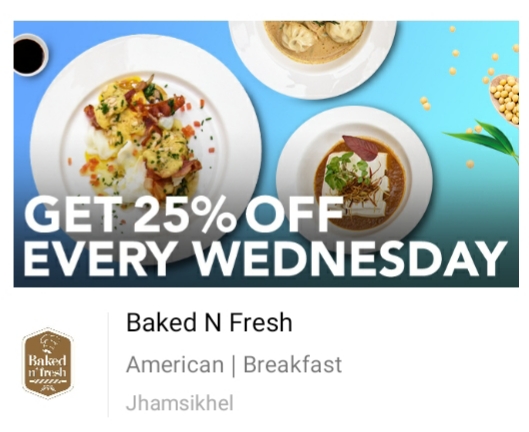 GET 25% OFF
EVERY WEDNESDAY
Baked N Fresh
American | Breakfast
Jhamsikhel
Baked
n' fresh